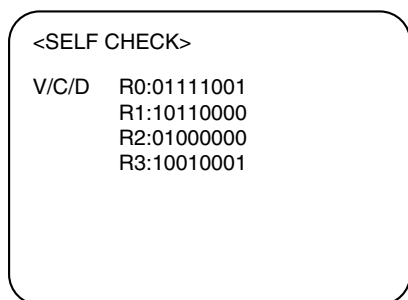 <SELF CHECK>
V/C/D R0:01111001
R1:10110000
R2:01000000
R3:10010001